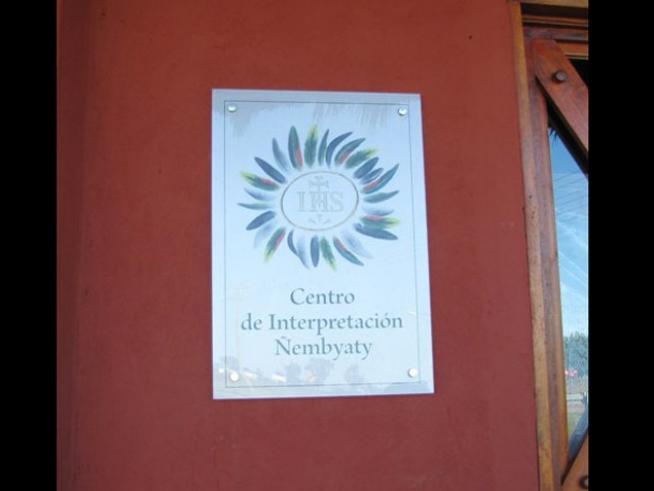 IHS
Centro
de Interpretación
Ñembyaty